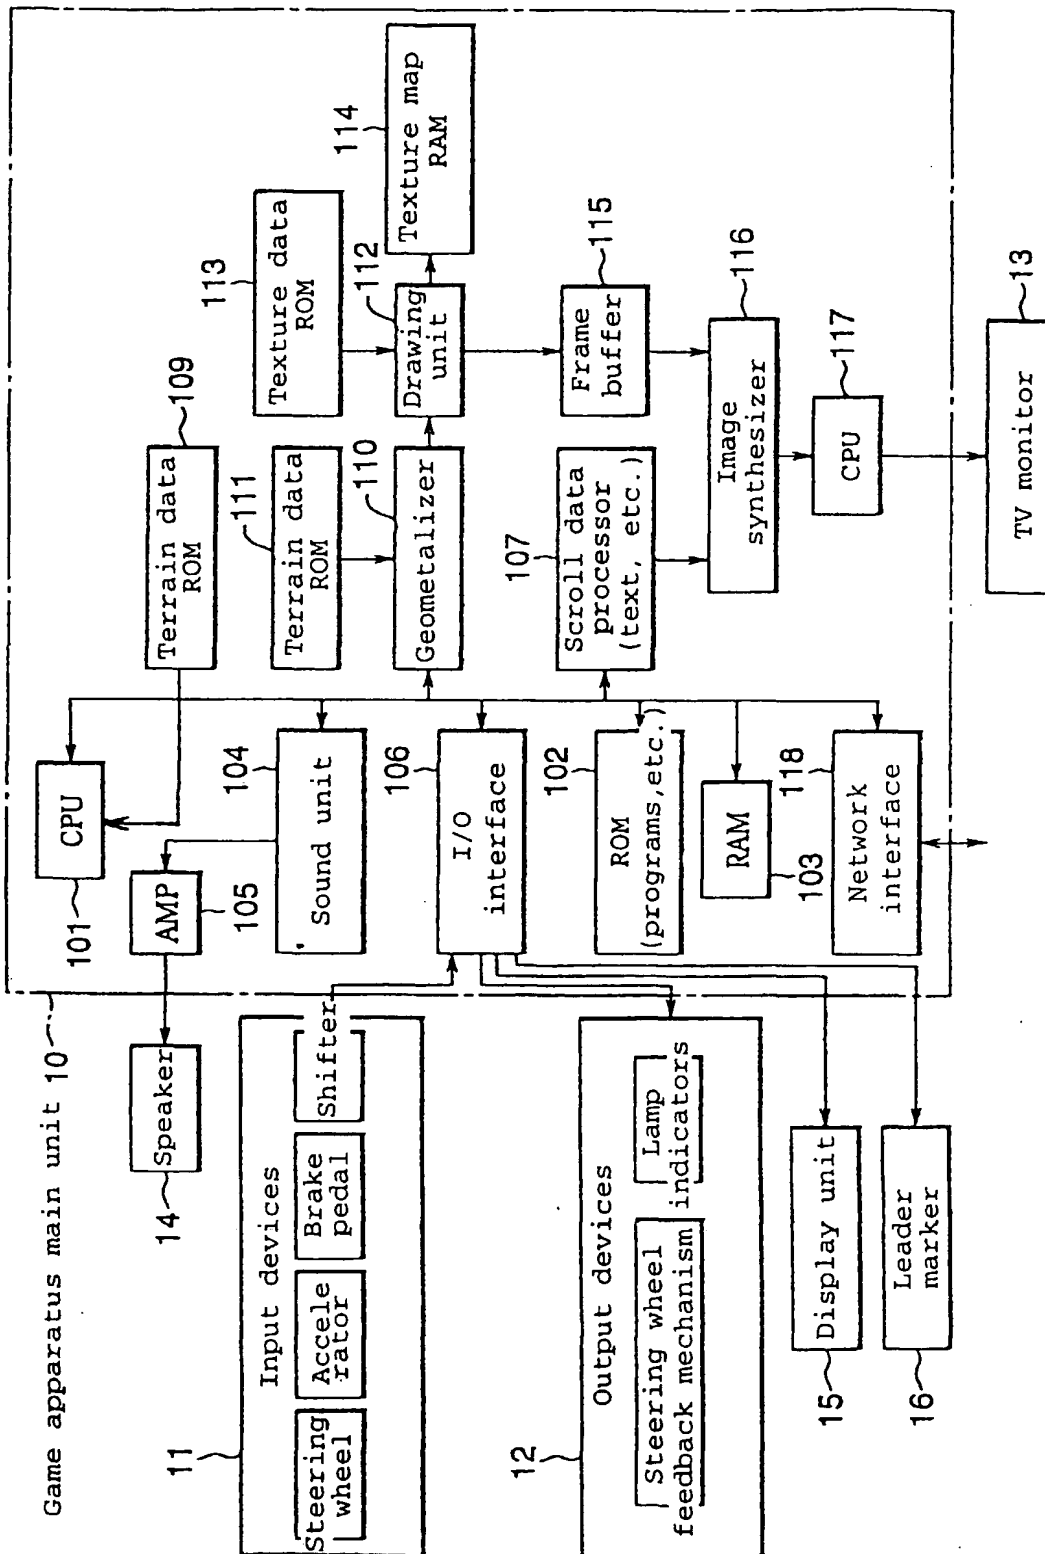 Game apparatus main unit 10
101
CPU
Terrain data
ROM
109
14
Speaker
AMP
105
104
Sound unit
Terrain data
ROM
111
Texture data
ROM
113
Geometalizer
110
Drawing
unit
112
Texture map
RAM
114
11
Input devices
Steering
wheel
Accele
rator
Brake
pedal
Shifter
106
I/O
interface
107
Scroll data
processor
(text, etc.)
Frame
buffer
115
12
Output devices
Steering wheel
feedback mechanism
Lamp
indicators
102
ROM
(programs,etc.)
RAM
103
Image
synthesizer
116
CPU
117
15
Display unit
16
Leader
marker
118
Network
interface
TV monitor
13